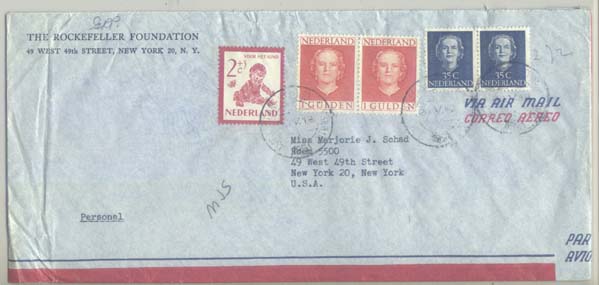 THE ROCKEFELLER FOUNDATION
49 WEST 49th STREET, NEW YORK 20, N. Y.
VOOR HET KIND
2 + 3 c
NEDERLAND
NEDERLAND
1 GULDEN
NEDERLAND
1 GULDEN
NEDERLAND
35 C
NEDERLAND
35 C
VIA AIR MAIL
CORREO AEREO
Miss Marjorie J. Schad
Room 5500
49 West 49th Street
New York 20, New York
U.S.A.
MJS
Personal
PAR
AVIO